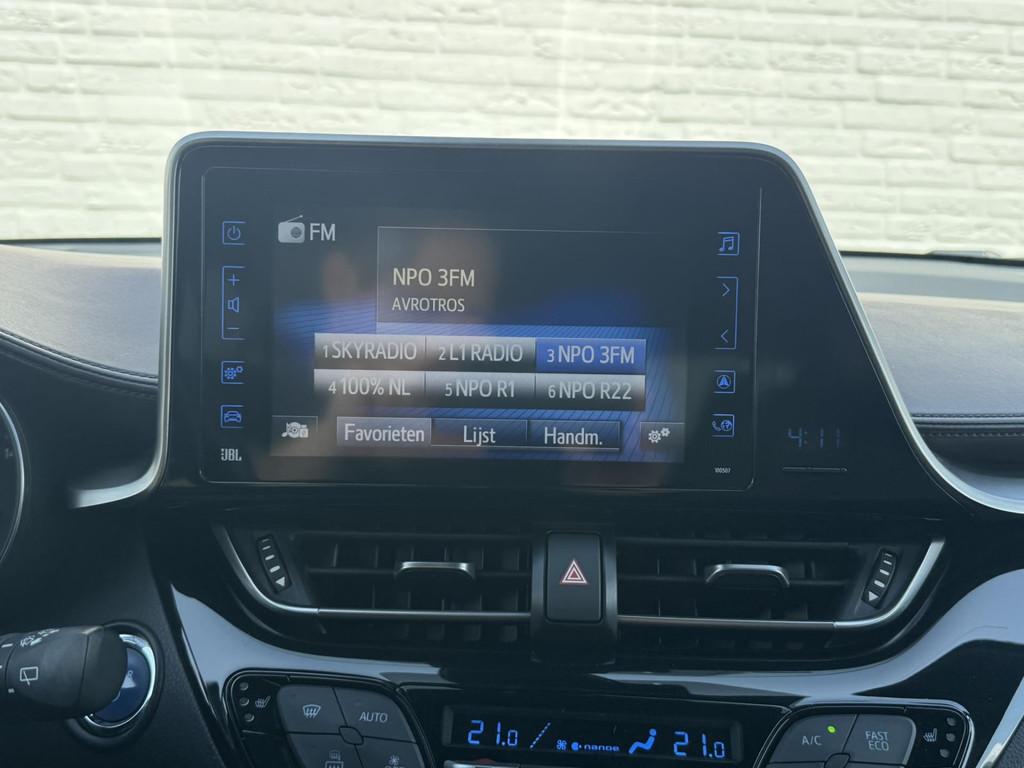 FM
NPO 3FM
AVROTROS
1 SKYRADIO 2 L1 RADIO 3 NPO 3FM
4 100% NL 5 NPO R1 6 NPO R22
Favorieten Lijst Handm.
JBL
100507
4:11
AUTO
21.0 nanoe 21.0
A/C
FAST
ECO